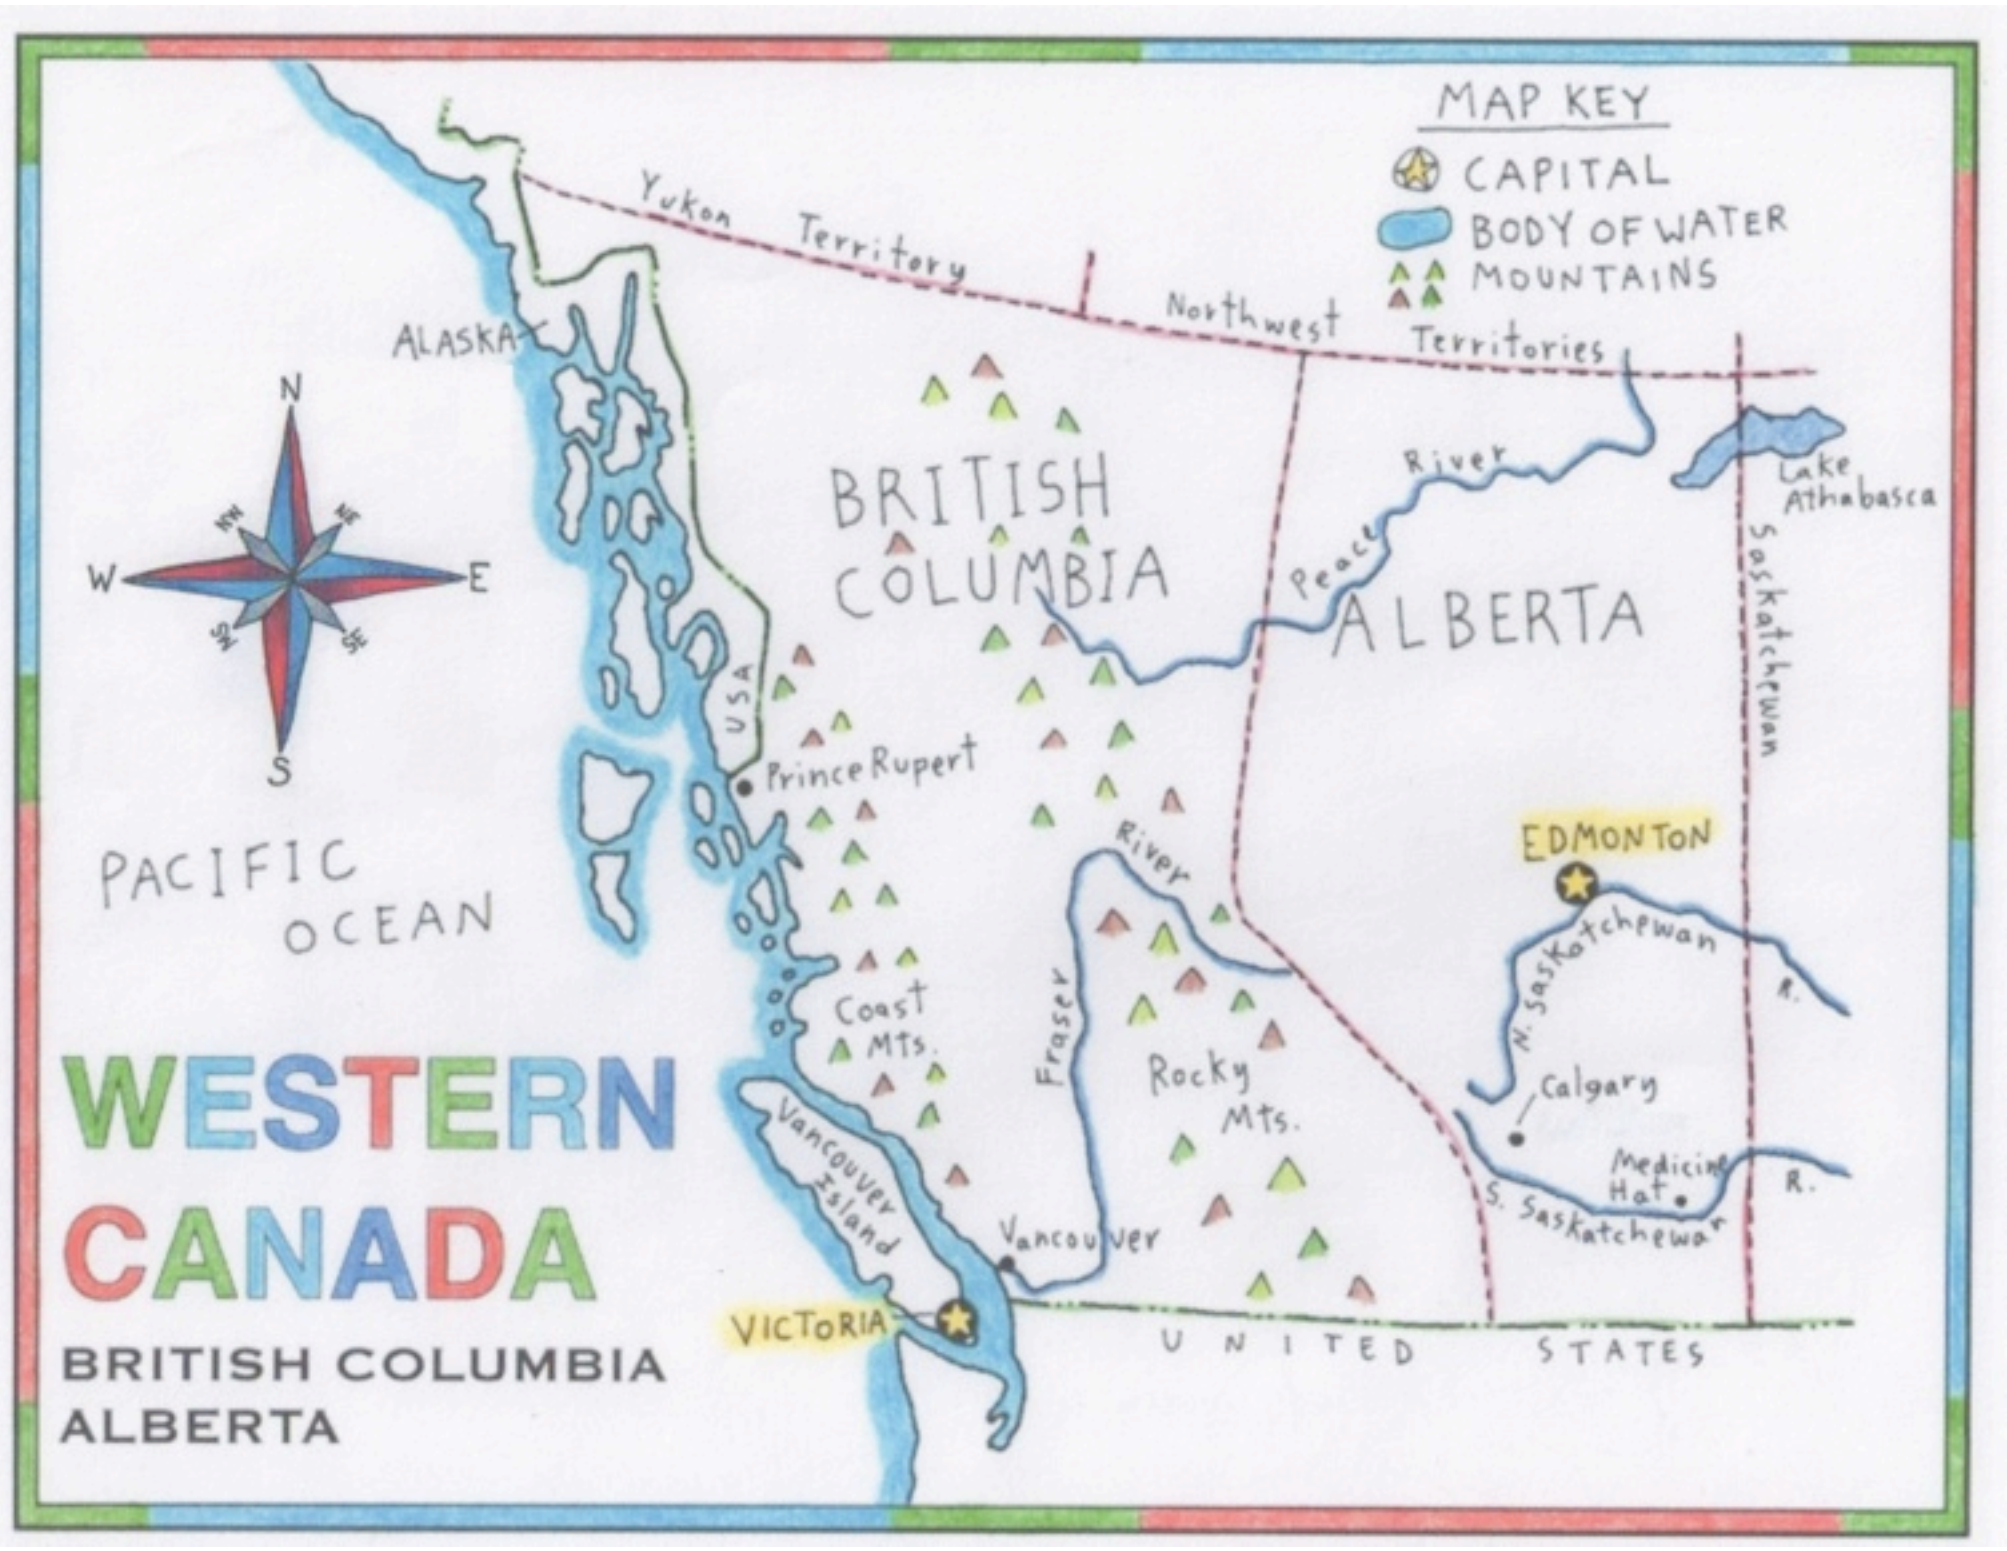 MAP KEY
CAPITAL
BODY OF WATER
MOUNTAINS
Yukon Territory
Northwest Territories
ALASKA
N
NW
NE
W
E
SW
SE
S
River
Peace
Lake
Athabasca
BRITISH
COLUMBIA
ALBERTA
Saskatchewan
USA
Prince Rupert
PACIFIC
OCEAN
EDMONTON
River
Fraser
N. Saskatchewan
R.
Coast
Mts.
Rocky
Mts.
Calgary
Medicine
Hat
R.
S. Saskatchewan
Vancouver
Island
Vancouver
VICTORIA
UNITED STATES
WESTERN
CANADA
BRITISH COLUMBIA
ALBERTA